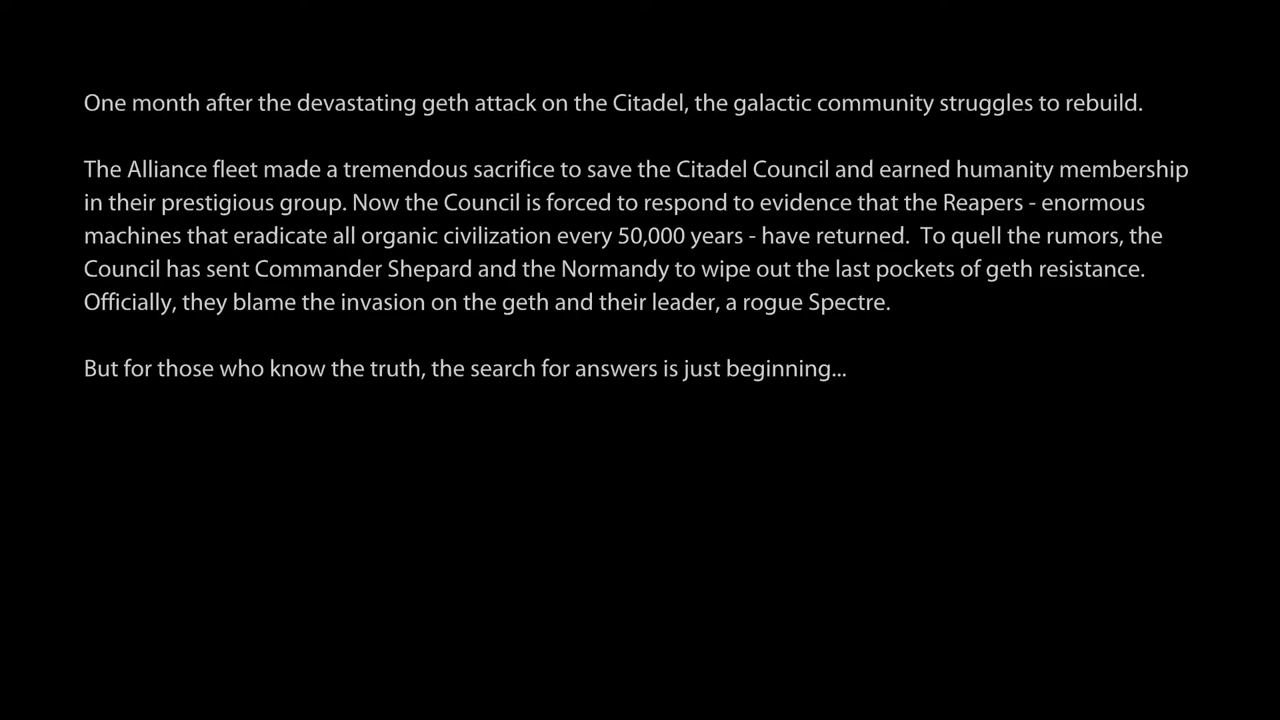 One month after the devastating geth attack on the Citadel, the galactic community struggles to rebuild.
The Alliance fleet made a tremendous sacrifice to save the Citadel Council and earned humanity membership
in their prestigious group. Now the Council is forced to respond to evidence that the Reapers - enormous
machines that eradicate all organic civilization every 50,000 years - have returned.  To quell the rumors, the
Council has sent Commander Shepard and the Normandy to wipe out the last pockets of geth resistance.
Officially, they blame the invasion on the geth and their leader, a rogue Spectre.
But for those who know the truth, the search for answers is just beginning...